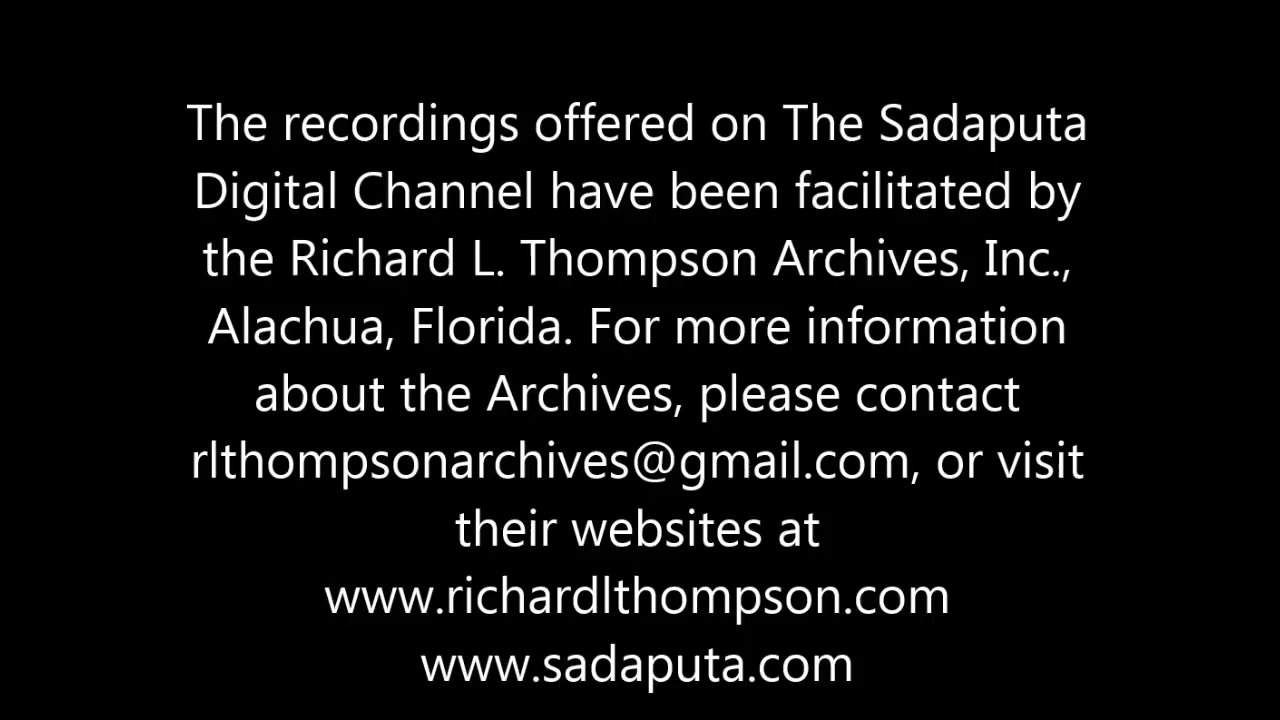 The recordings offered on The Sadaputa
Digital Channel have been facilitated by
the Richard L. Thompson Archives, Inc.,
Alachua, Florida. For more information
about the Archives, please contact
rlthompsonarchives@gmail.com, or visit
their websites at
www.richardlthompson.com
www.sadaputa.com